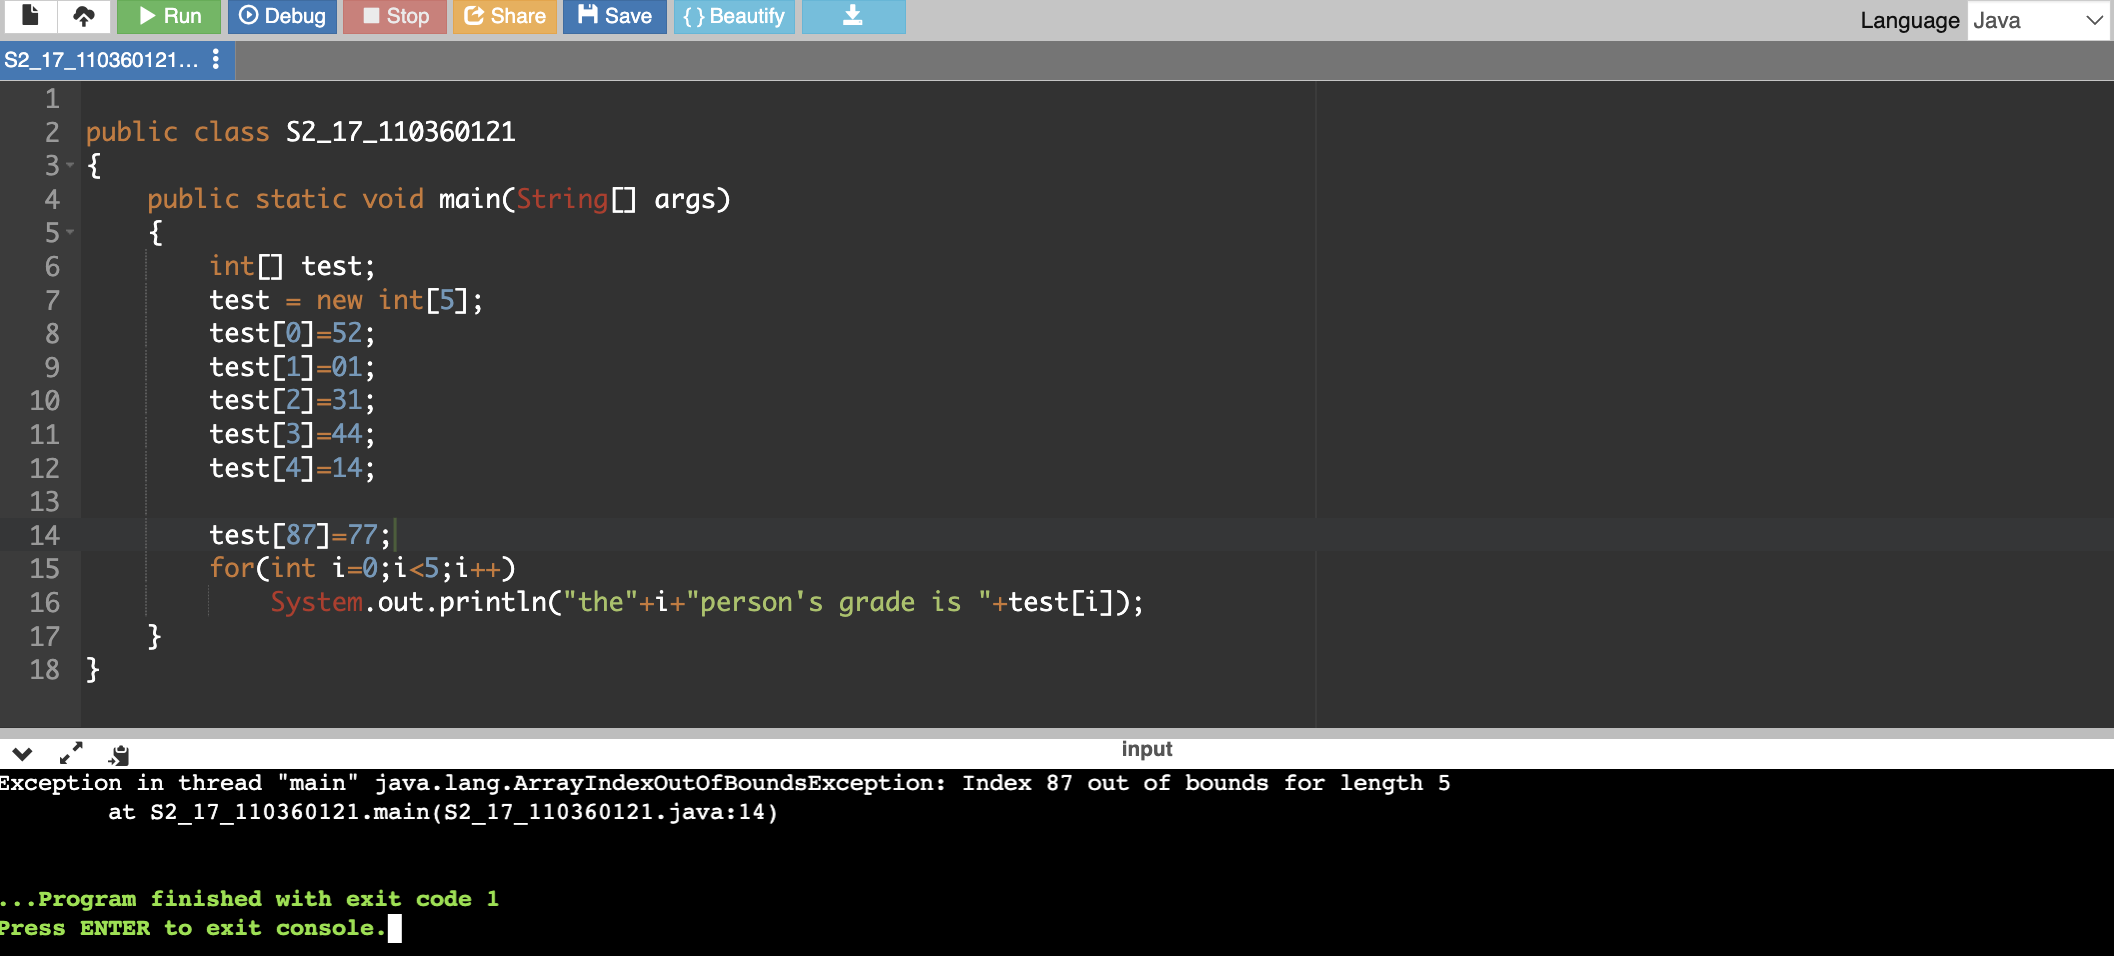 Run Debug Stop Share Save { } Beautify Language Java
S2_17_110360121...
1
2 public class S2_17_110360121
3 {
4     public static void main(String[] args)
5     {
6         int[] test;
7         test = new int[5];
8         test[0]=52;
9         test[1]=01;
10         test[2]=31;
11         test[3]=44;
12         test[4]=14;
13
14         test[87]=77;
15         for(int i=0;i<5;i++)
16             System.out.println("the"+i+"person's grade is "+test[i]);
17     }
18 }
input
Exception in thread "main" java.lang.ArrayIndexOutOfBoundsException: Index 87 out of bounds for length 5
        at S2_17_110360121.main(S2_17_110360121.java:14)
...Program finished with exit code 1
Press ENTER to exit console.